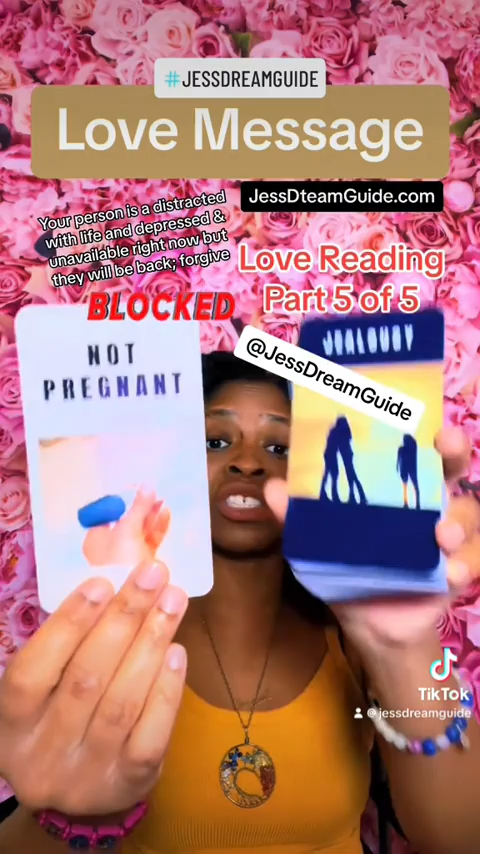 #JESSDREAMGUIDE
Love Message
JessDteamGuide.com
Your person is a distracted
with life and depressed &
unavailable right now but
they will be back; forgive
Love Reading
Part 5 of 5
BLOCKED
@JessDreamGuide
NOT
PREGNANT
JEALOUSY
TikTok
@jessdreamguide